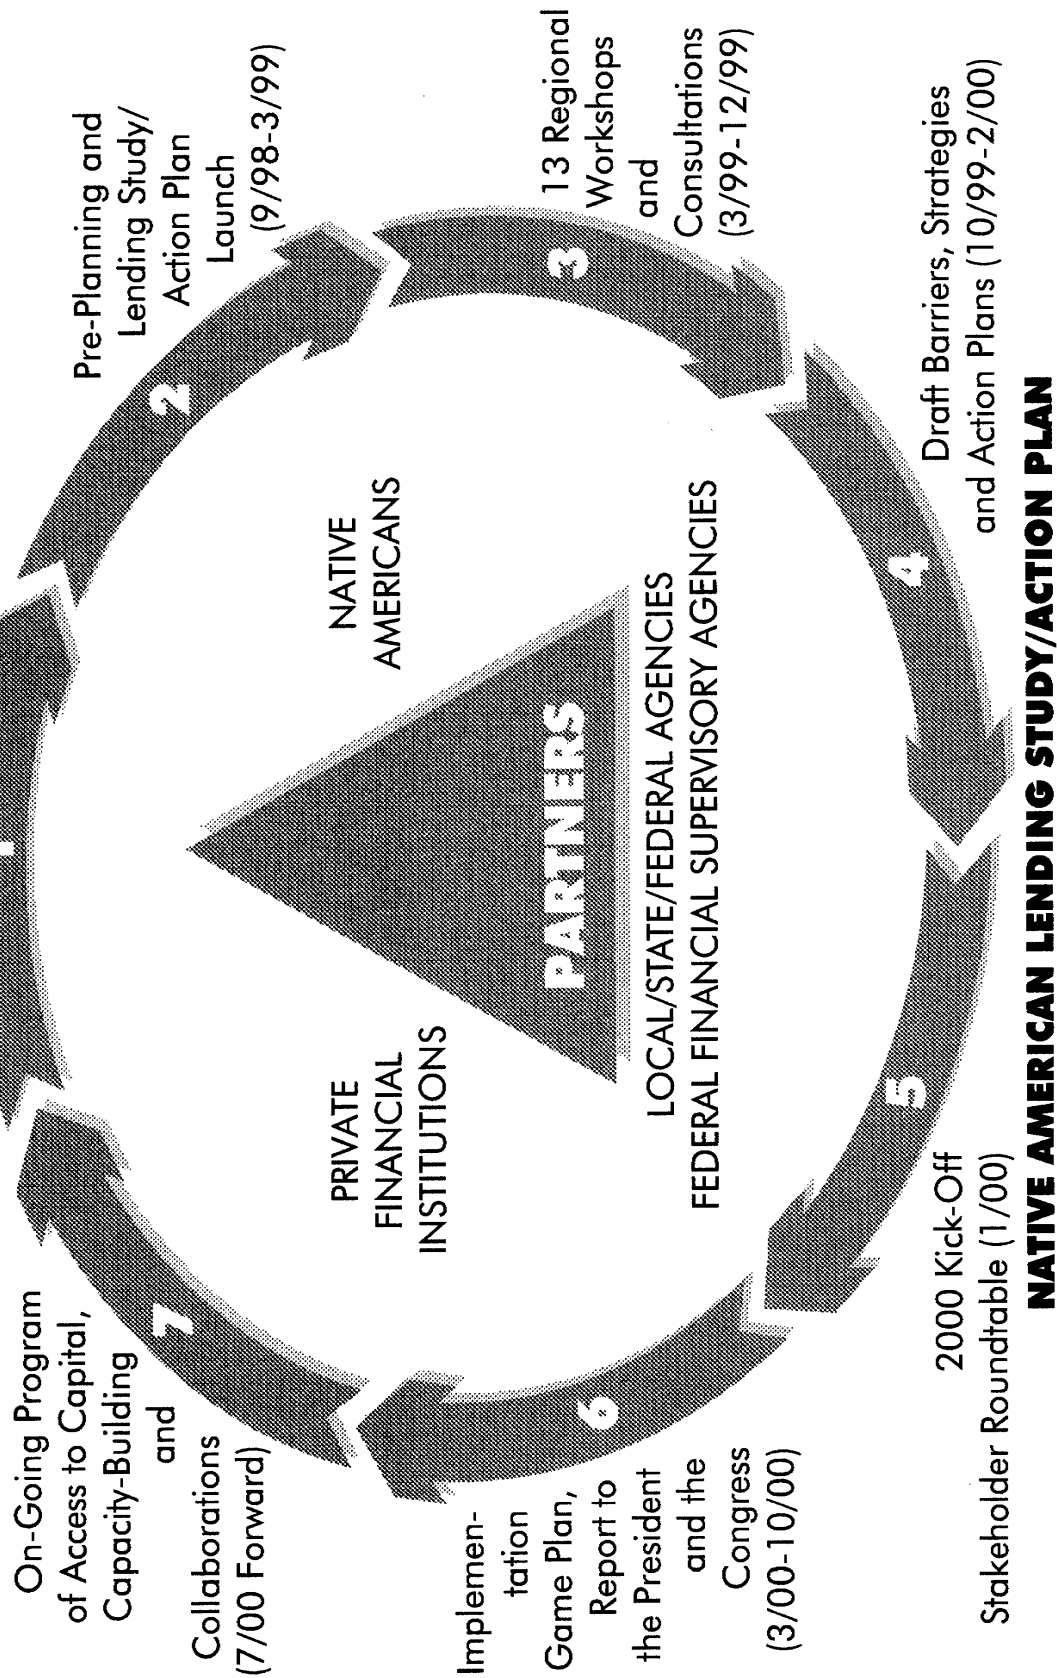 1
2
Pre-Planning and
Lending Study/
Action Plan
Launch
(9/98-3/99)
3
13 Regional
Workshops
and
Consultations
(3/99-12/99)
4
Draft Barriers, Strategies
and Action Plans (10/99-2/00)
5
2000 Kick-Off
Stakeholder Roundtable (1/00)
6
Implemen-
tation
Game Plan,
Report to
the President
and the
Congress
(3/00-10/00)
7
On-Going Program
of Access to Capital,
Capacity-Building
and
Collaborations
(7/00 Forward)
PRIVATE
FINANCIAL
INSTITUTIONS
NATIVE
AMERICANS
PARTNERS
LOCAL/STATE/FEDERAL AGENCIES
FEDERAL FINANCIAL SUPERVISORY AGENCIES
NATIVE AMERICAN LENDING STUDY/ACTION PLAN